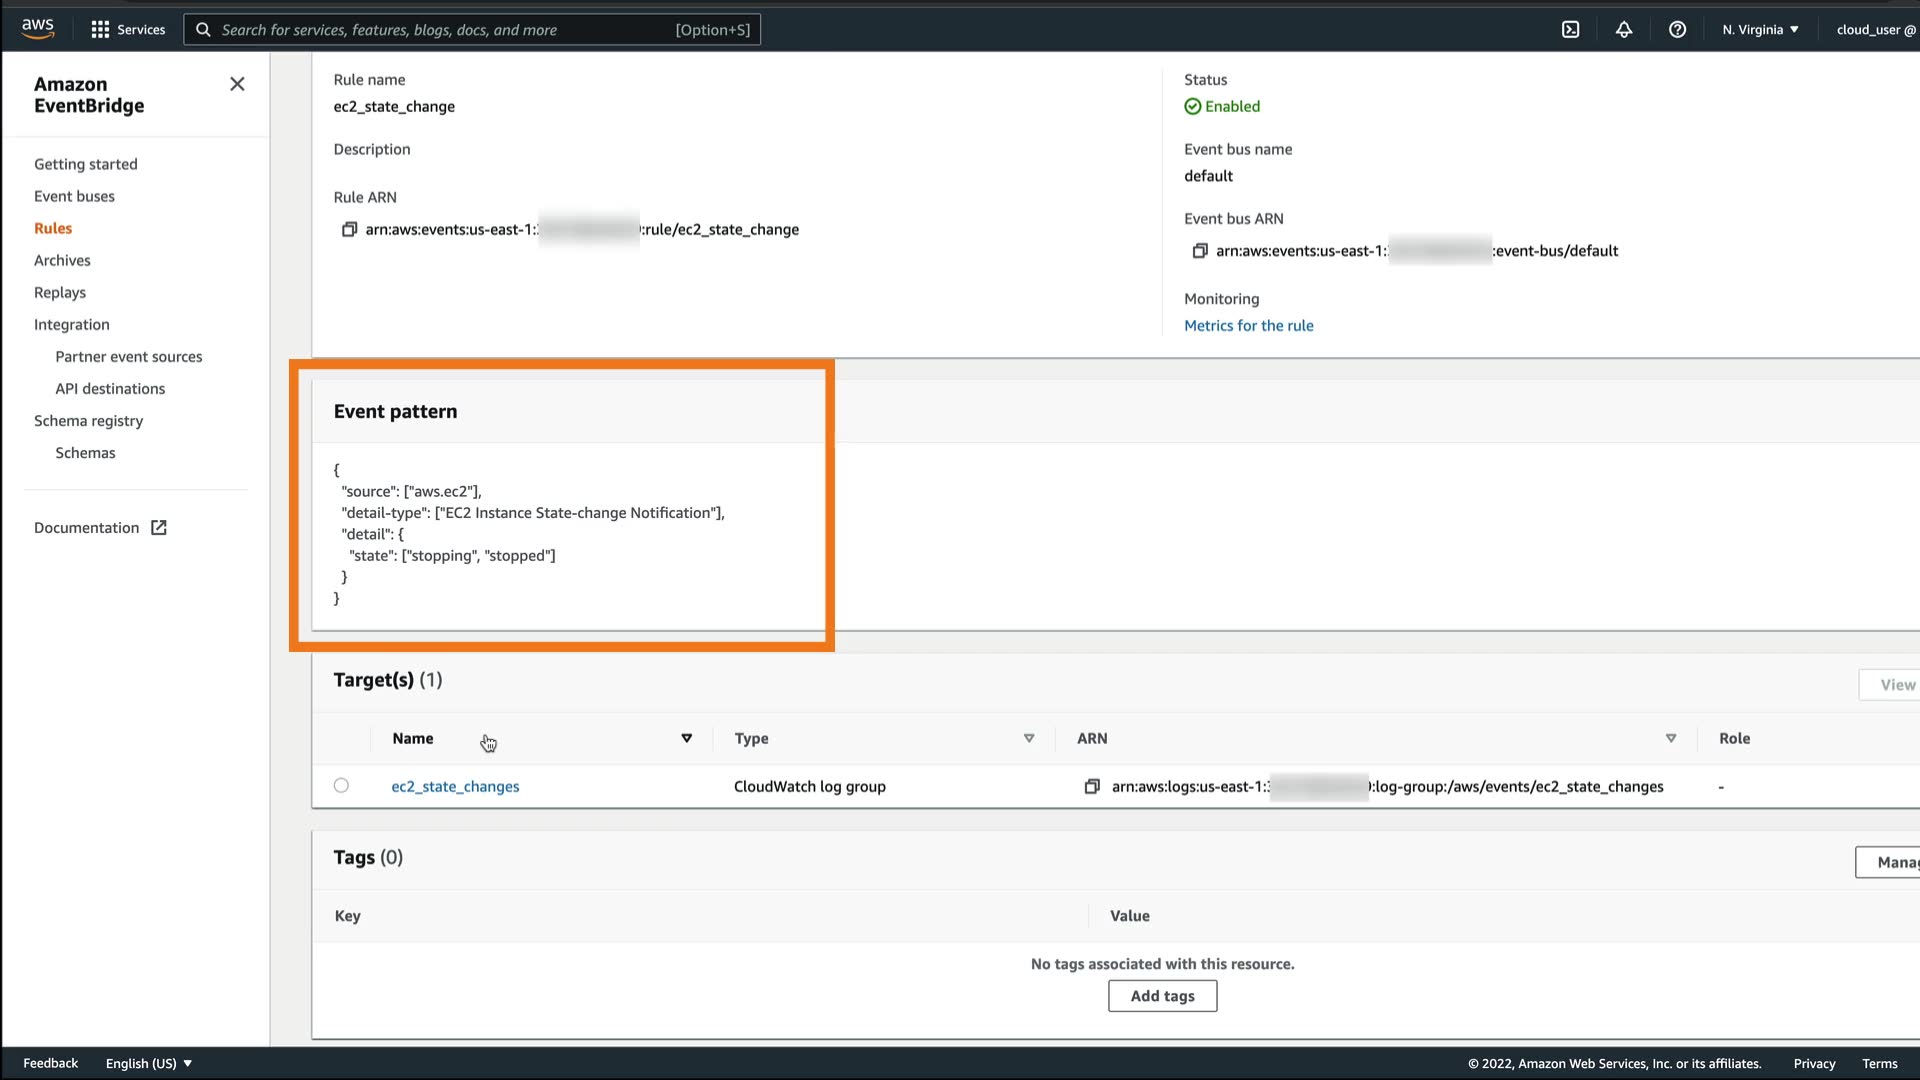 aws
Services
Search for services, features, blogs, docs, and more [Option+S]
N. Virginia ▼
cloud_user @
Amazon
EventBridge
Getting started
Event buses
Rules
Archives
Replays
Integration
Partner event sources
API destinations
Schema registry
Schemas
Documentation
Rule name
ec2_state_change
Description
Rule ARN
arn:aws:events:us-east-1: :rule/ec2_state_change
Status
Enabled
Event bus name
default
Event bus ARN
arn:aws:events:us-east-1: :event-bus/default
Monitoring
Metrics for the rule
Event pattern
{
"source": ["aws.ec2"],
"detail-type": ["EC2 Instance State-change Notification"],
"detail": {
"state": ["stopping", "stopped"]
}
}
Target(s) (1)
View
Name Type ARN Role
ec2_state_changes CloudWatch log group arn:aws:logs:us-east-1: :log-group:/aws/events/ec2_state_changes -
Tags (0)
Manag
Key Value
No tags associated with this resource.
Add tags
Feedback English (US) ▼ © 2022, Amazon Web Services, Inc. or its affiliates. Privacy Terms